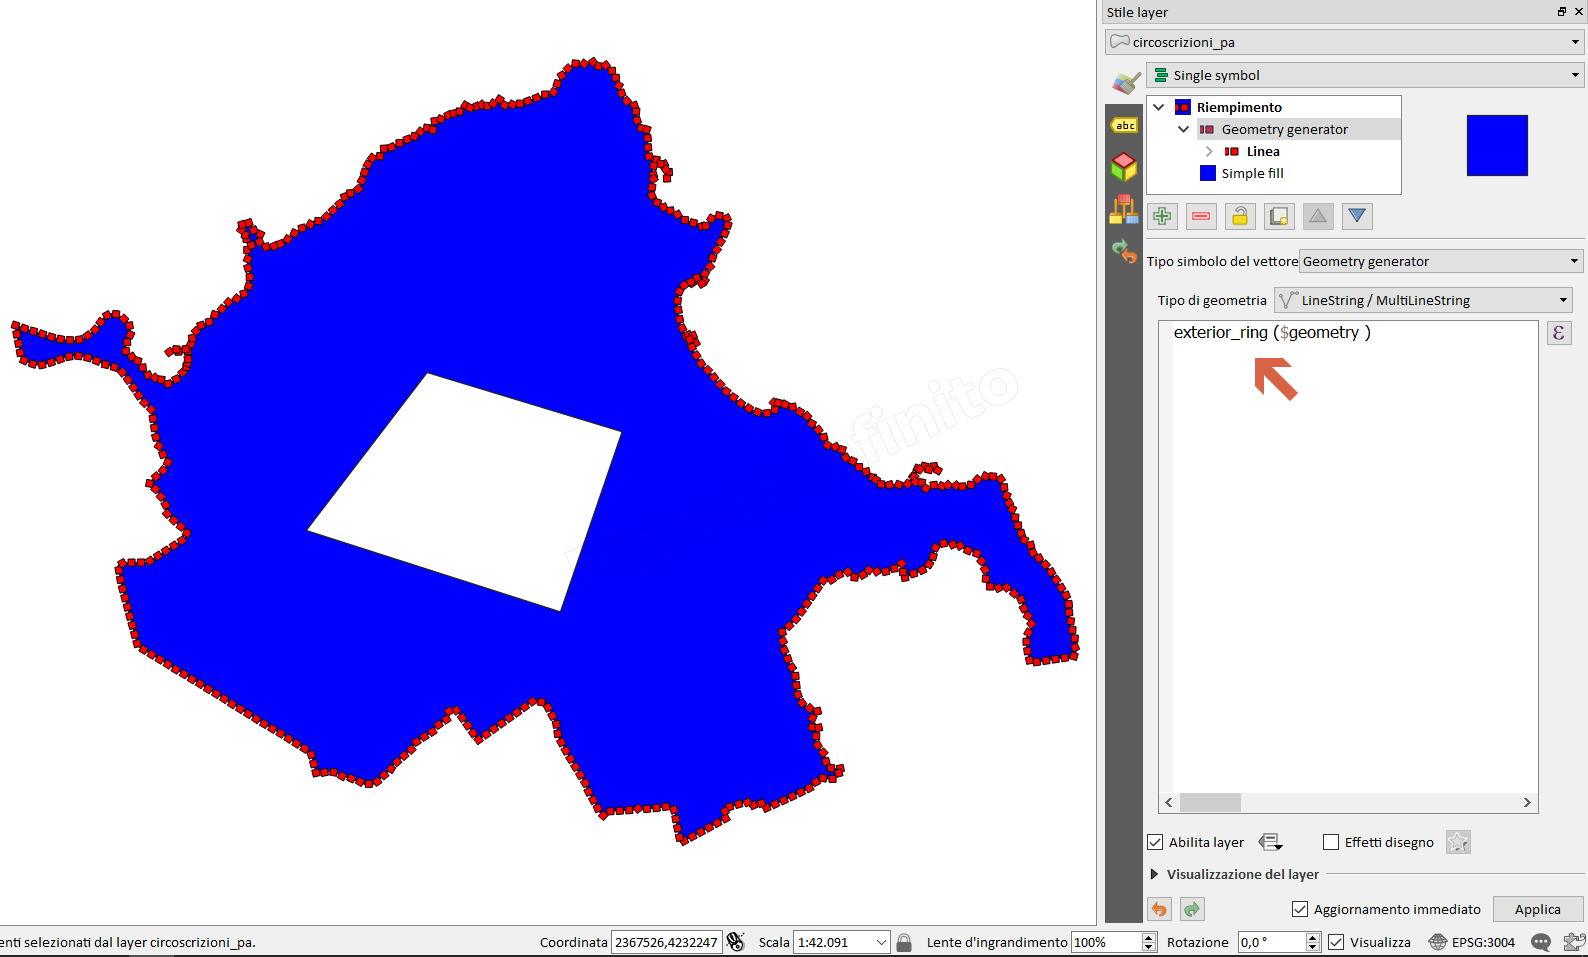 Stile layer
circoscrizioni_pa
Single symbol
Riempimento
Geometry generator
Linea
Simple fill
abc
Tipo simbolo del vettore Geometry generator
Tipo di geometria LineString / MultiLineString
exterior_ring ($geometry )
ε
finito
Abilita layer Effetti disegno
Visualizzazione del layer
Aggiornamento immediato Applica
enti selezionati dal layer circoscrizioni_pa. Coordinata 2367526,4232247 Scala 1:42.091 Lente d'ingrandimento 100% Rotazione 0,0 ° Visualizza EPSG:3004